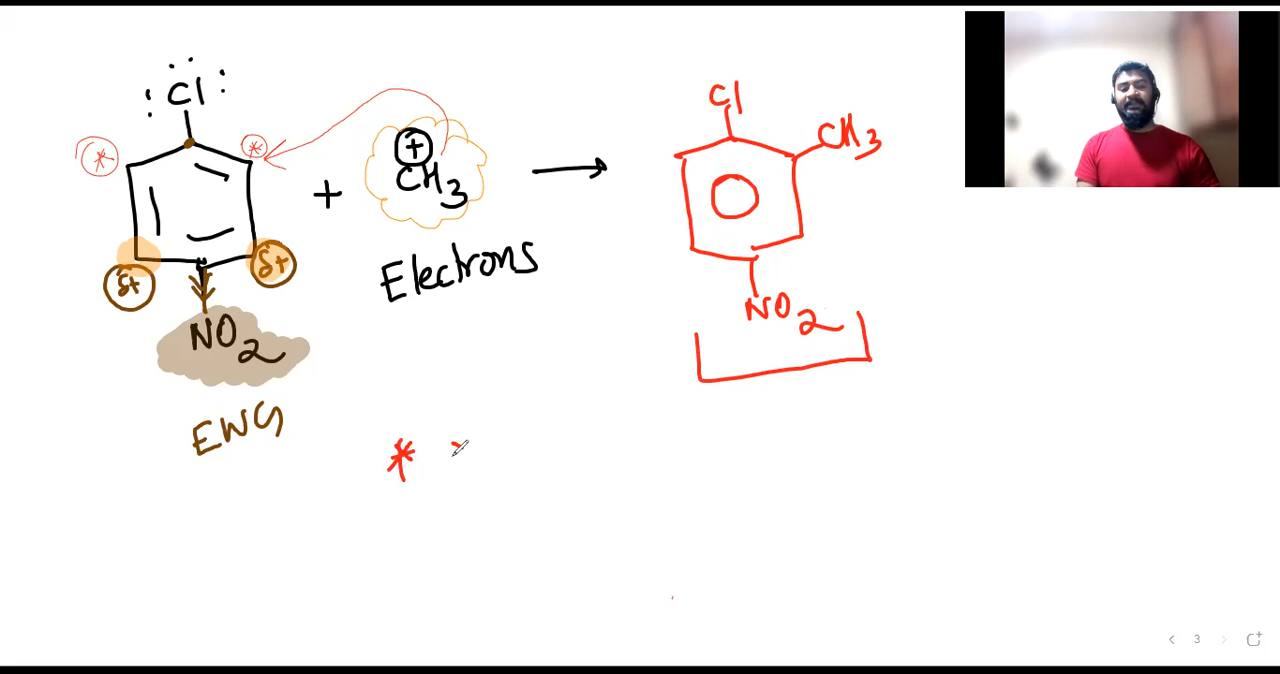 Cl
*
*
δ+
δ+
NO2
EWG
+
⊕
CH3
Electrons
→
Cl
CH3
NO2
*
3